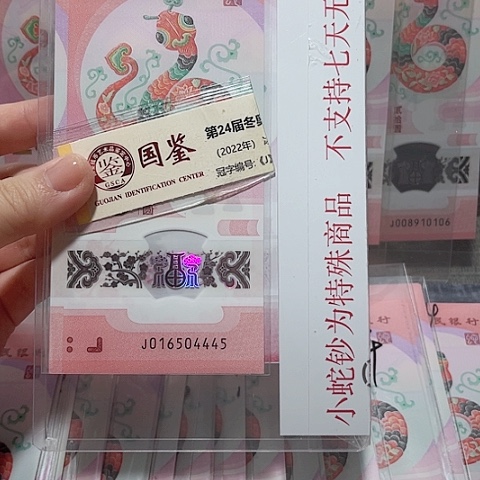 国鉴
GUOJIAN IDENTIFICATION CENTER
鉴
GSCA
第24届冬奥
(2022年)
冠字编号:
福
J016504445
小蛇钞为特殊商品 不支持七天无
J008910106